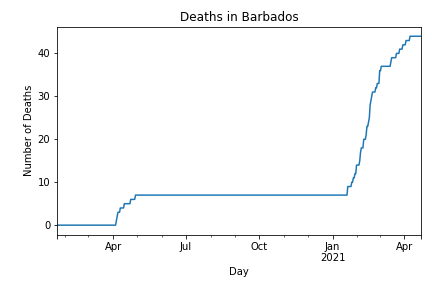 Deaths in Barbados
Number of Deaths
40
30
20
10
0
Apr
Jul
Oct
Jan
2021
Apr
Day